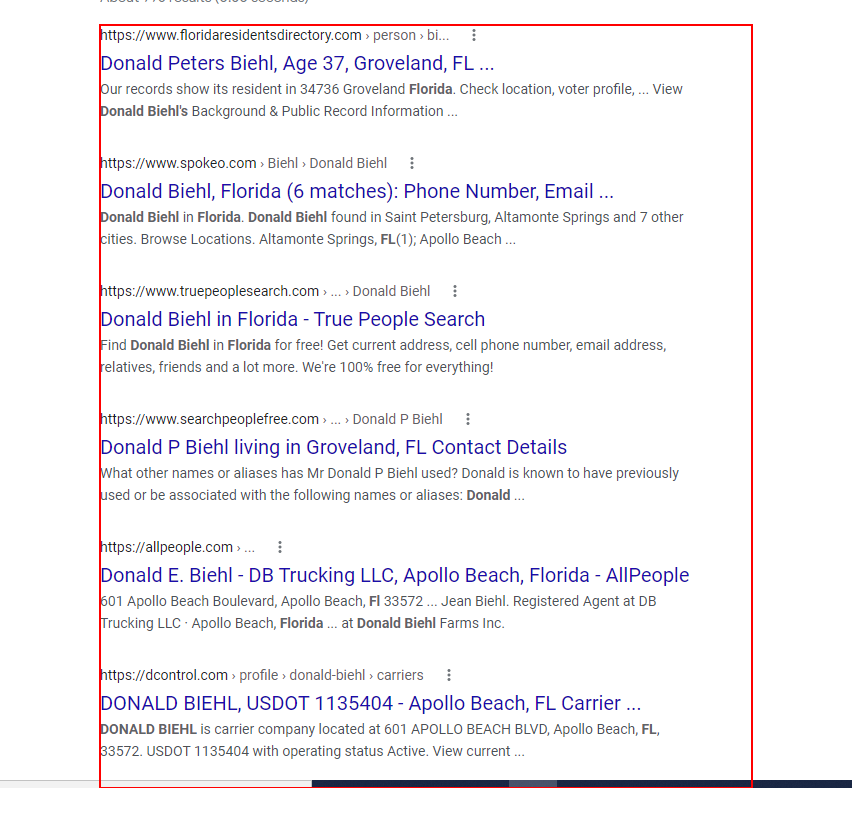 https://www.floridaresidentsdirectory.com › person › bi...
Donald Peters Biehl, Age 37, Groveland, FL ...
Our records show its resident in 34736 Groveland Florida. Check location, voter profile, ... View
Donald Biehl's Background & Public Record Information ...
https://www.spokeo.com › Biehl › Donald Biehl
Donald Biehl, Florida (6 matches): Phone Number, Email ...
Donald Biehl in Florida. Donald Biehl found in Saint Petersburg, Altamonte Springs and 7 other
cities. Browse Locations. Altamonte Springs, FL(1); Apollo Beach ...
https://www.truepeoplesearch.com › ... › Donald Biehl
Donald Biehl in Florida - True People Search
Find Donald Biehl in Florida for free! Get current address, cell phone number, email address,
relatives, friends and a lot more. We're 100% free for everything!
https://www.searchpeoplefree.com › ... › Donald P Biehl
Donald P Biehl living in Groveland, FL Contact Details
What other names or aliases has Mr Donald P Biehl used? Donald is known to have previously
used or be associated with the following names or aliases: Donald ...
https://allpeople.com › ...
Donald E. Biehl - DB Trucking LLC, Apollo Beach, Florida - AllPeople
601 Apollo Beach Boulevard, Apollo Beach, Fl 33572 ... Jean Biehl. Registered Agent at DB
Trucking LLC · Apollo Beach, Florida ... at Donald Biehl Farms Inc.
https://dcontrol.com › profile › donald-biehl › carriers
DONALD BIEHL, USDOT 1135404 - Apollo Beach, FL Carrier ...
DONALD BIEHL is carrier company located at 601 APOLLO BEACH BLVD, Apollo Beach, FL,
33572. USDOT 1135404 with operating status Active. View current ...